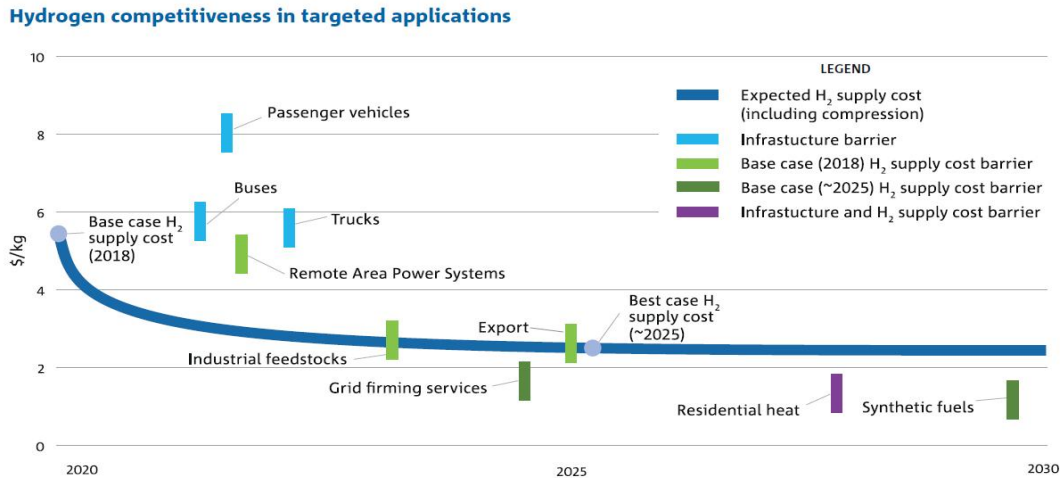 Hydrogen competitiveness in targeted applications
$/kg
10
8
6
4
2
0
2020
2025
2030
Passenger vehicles
Buses
Base case H₂
supply cost
(2018)
Trucks
Remote Area Power Systems
Industrial feedstocks
Export
Best case H₂
supply cost
(~2025)
Grid firming services
Residential heat
Synthetic fuels
LEGEND
Expected H₂ supply cost
(including compression)
Infrastucture barrier
Base case (2018) H₂ supply cost barrier
Base case (~2025) H₂ supply cost barrier
Infrastucture and H₂ supply cost barrier